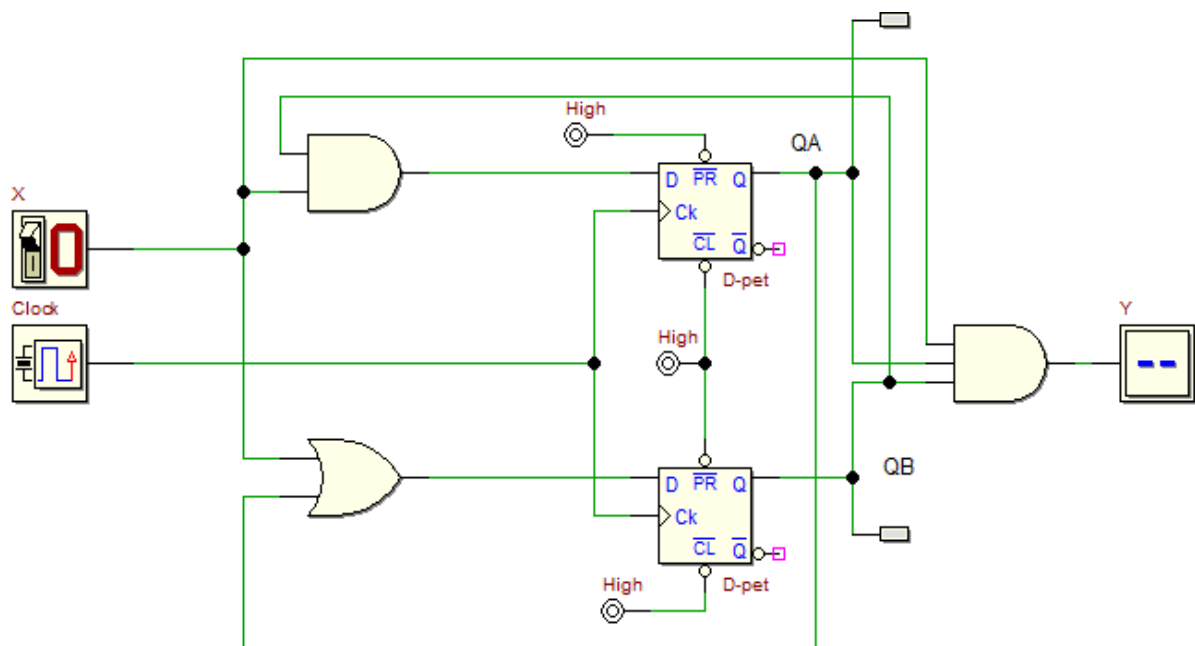 High
QA
X
D PR Q
Ck
CL Q
D-pet
Clock
High
Y
--
QB
D PR Q
Ck
CL Q
High
D-pet